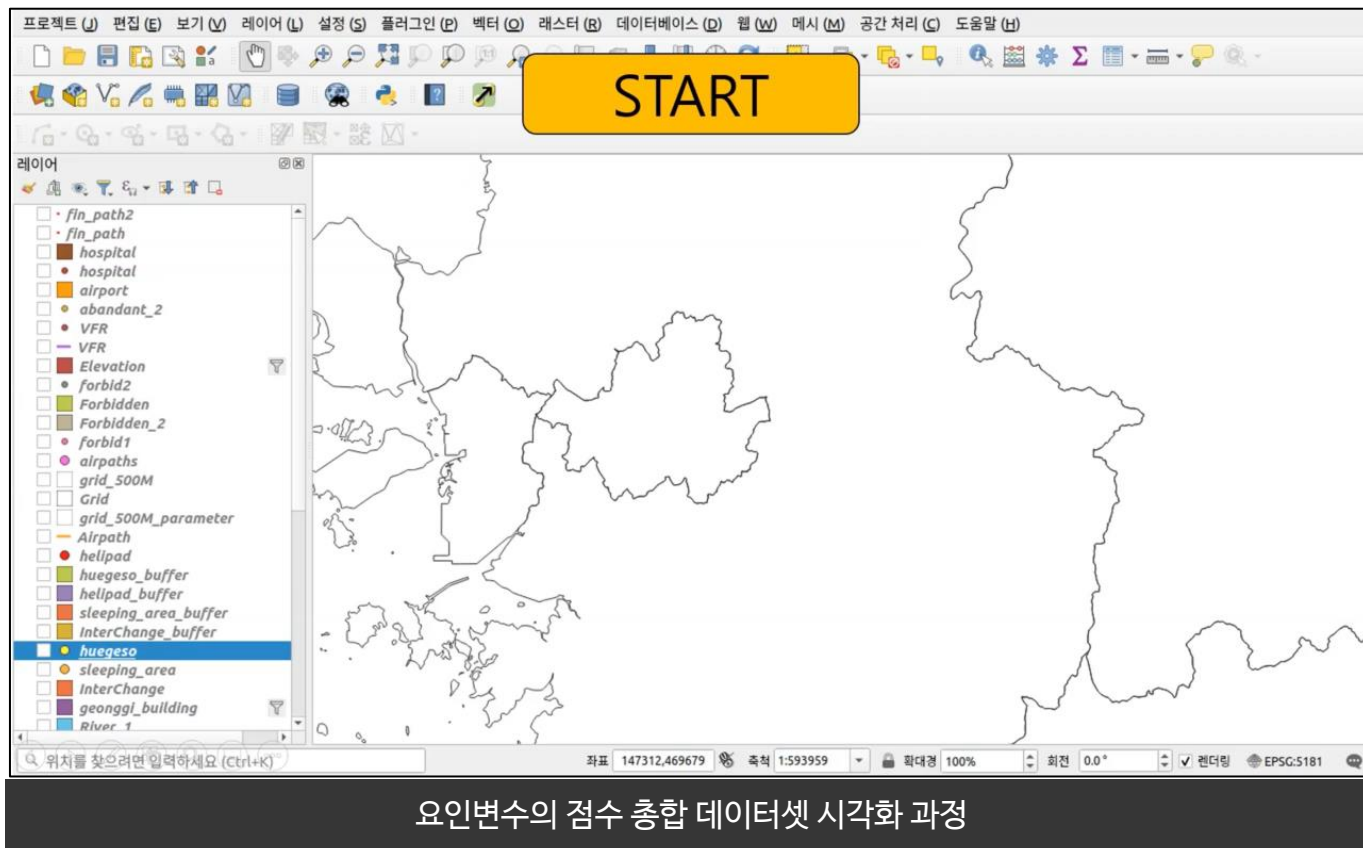 프로젝트 (J) 편집 (E) 보기 (V) 레이어 (L) 설정 (S) 플러그인 (P) 벡터 (O) 래스터 (R) 데이터베이스 (D) 웹 (W) 메시 (M) 공간 처리 (C) 도움말 (H)
START
레이어
fin_path2
fin_path
hospital
hospital
airport
abandant_2
VFR
VFR
Elevation
forbid2
Forbidden
Forbidden_2
forbid1
airpaths
grid_500M
Grid
grid_500M_parameter
Airpath
helipad
huegeso_buffer
helipad_buffer
sleeping_area_buffer
InterChange_buffer
huegeso
sleeping_area
InterChange
geonggi_building
River_1
위치를 찾으려면 입력하세요 (Ctrl+K) 좌표 147312,469679 축척 1:593959 확대경 100% 회전 0.0° 렌더링 EPSG:5181
요인변수의 점수 총합 데이터셋 시각화 과정